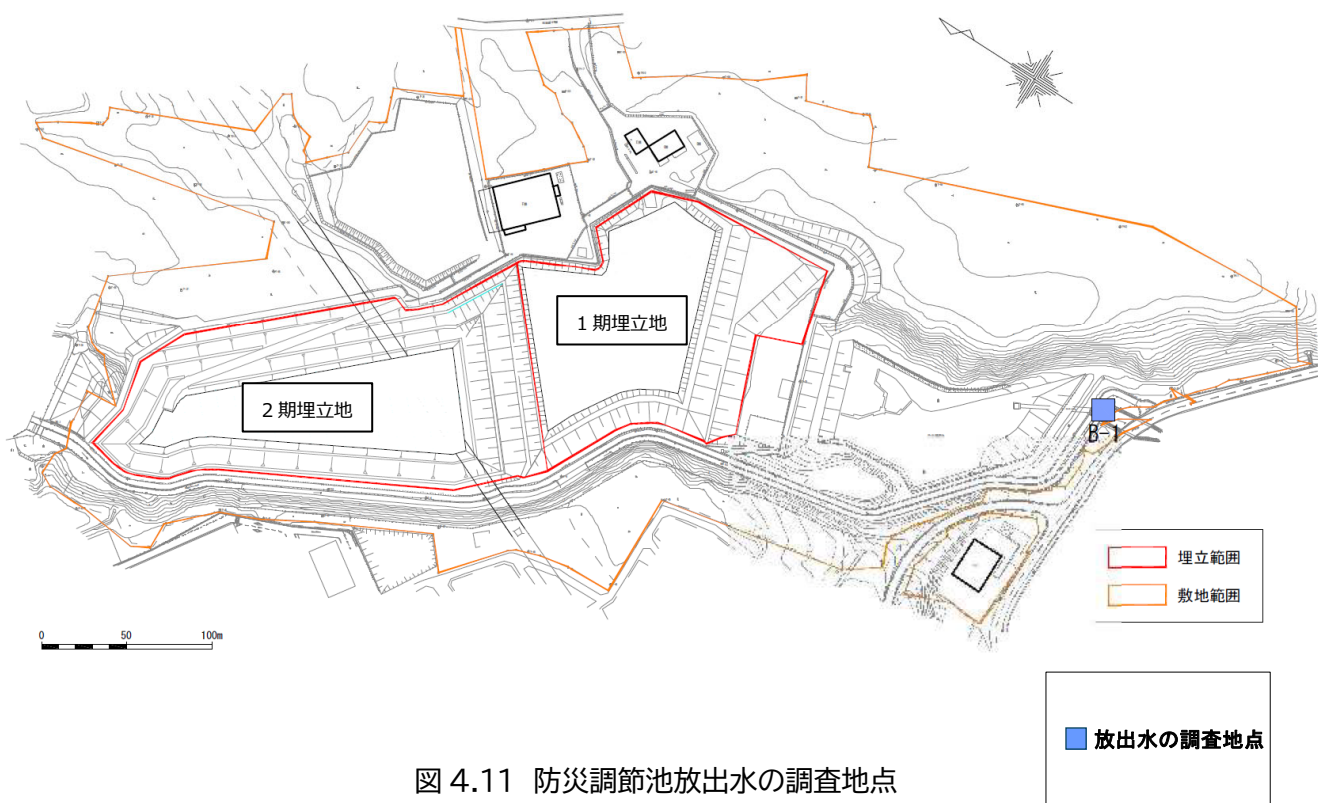 1期埋立地
2期埋立地
B-1
埋立範囲
敷地範囲
0 50 100m
放出水の調査地点
図 4.11 防災調節池放出水の調査地点